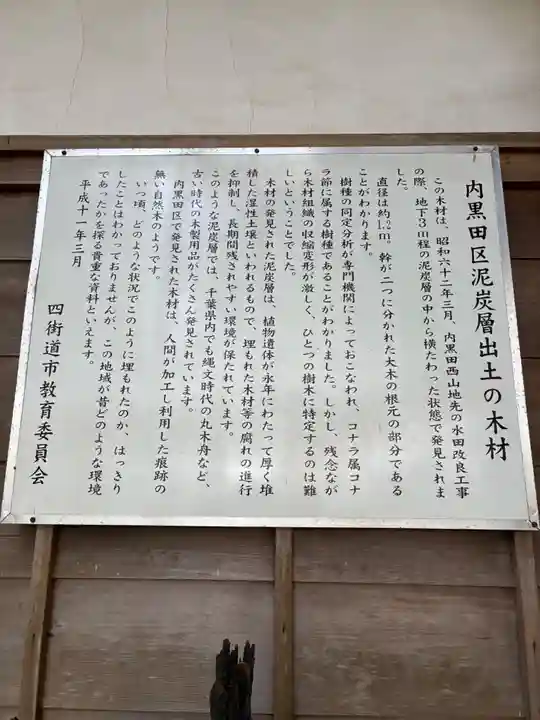 内黒田区泥炭層出土の木材
この木材は、昭和六十二年三月、内黒田西山地先の水田改良工事
の際、地下3m程の泥炭層の中から横たわった状態で発見されま
した。
直径は約1.2m、幹が二つに分かれた大木の根元の部分である
ことがわかります。
樹種の同定分析が専門機関によっておこなわれ、コナラ属コナ
ラ節に属する樹種であることがわかりました。しかし、残念なが
ら木材組織の収縮変形が激しく、ひとつの樹木に特定するのは難
しいということでした。
木材の発見された泥炭層は、植物遺体が永年にわたって厚く堆
積した湿性土壌といわれるもので、埋もれた木材等の腐れの進行
を抑制し、長期間残されやすい環境が保たれています。
このような泥炭層では、千葉県内でも縄文時代の丸木舟など、
古い時代の木製用品がたくさん発見されています。
内黒田区で発見された木材は、人間が加工し利用した痕跡の
無い自然木のようです。
いつ頃、どのような状況でこのように埋もれたのか、はっきり
したことはわかっておりませんが、この地域が昔どのような環境
であったかを探る貴重な資料といえます。
平成十一年三月
四街道市教育委員会